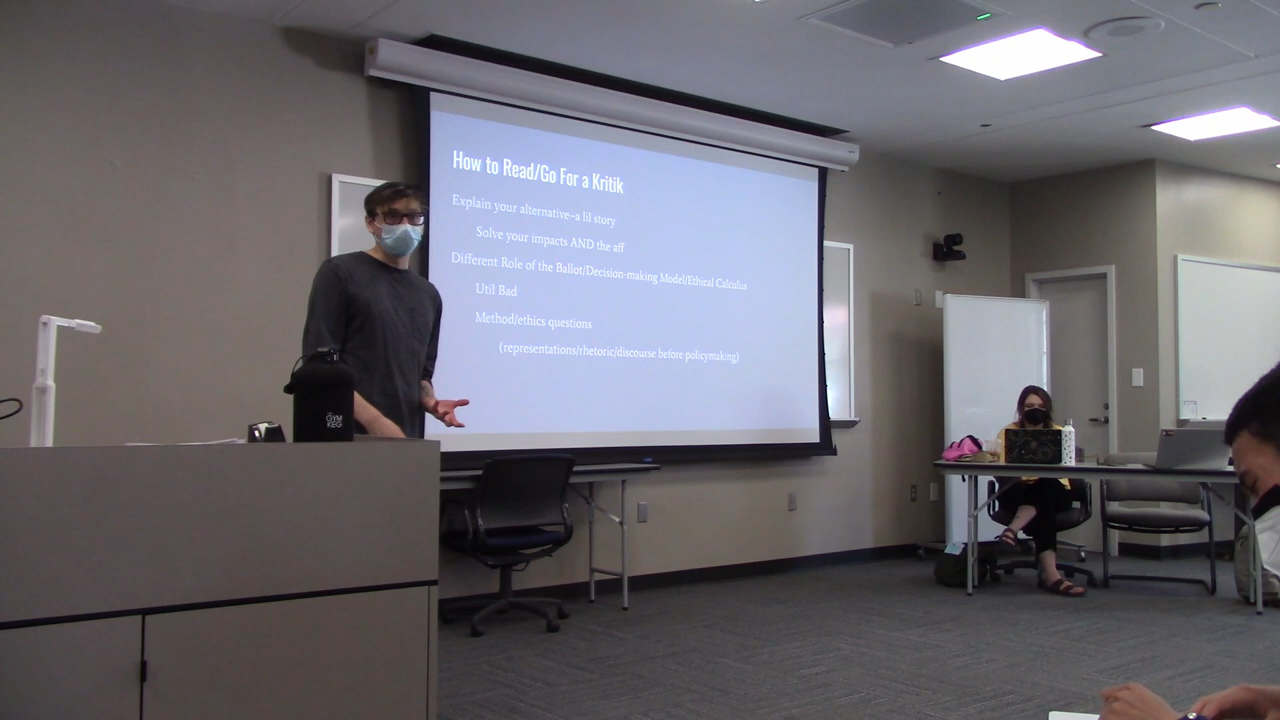 How to Read/Go For a Kritik
Explain your alternative–a lil story
Solve your impacts AND the aff
Different Role of the Ballot/Decision-making Model/Ethical Calculus
Util Bad
Method/ethics questions
(representations/rhetoric/discourse before policymaking)
THE
GYM
KEG